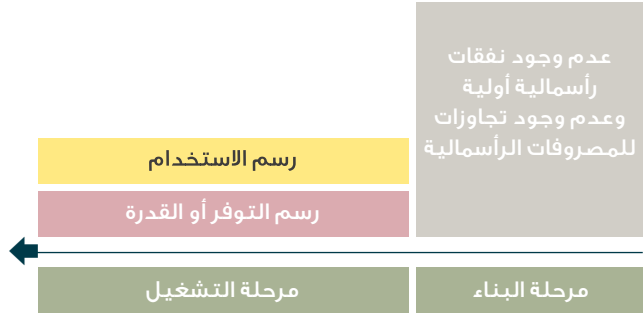 عدم وجود نفقات
رأسمالية أولية
وعدم وجود تجاوزات
للمصروفات الرأسمالية
رسم الاستخدام
رسم التوفر أو القدرة
مرحلة البناء
مرحلة التشغيل